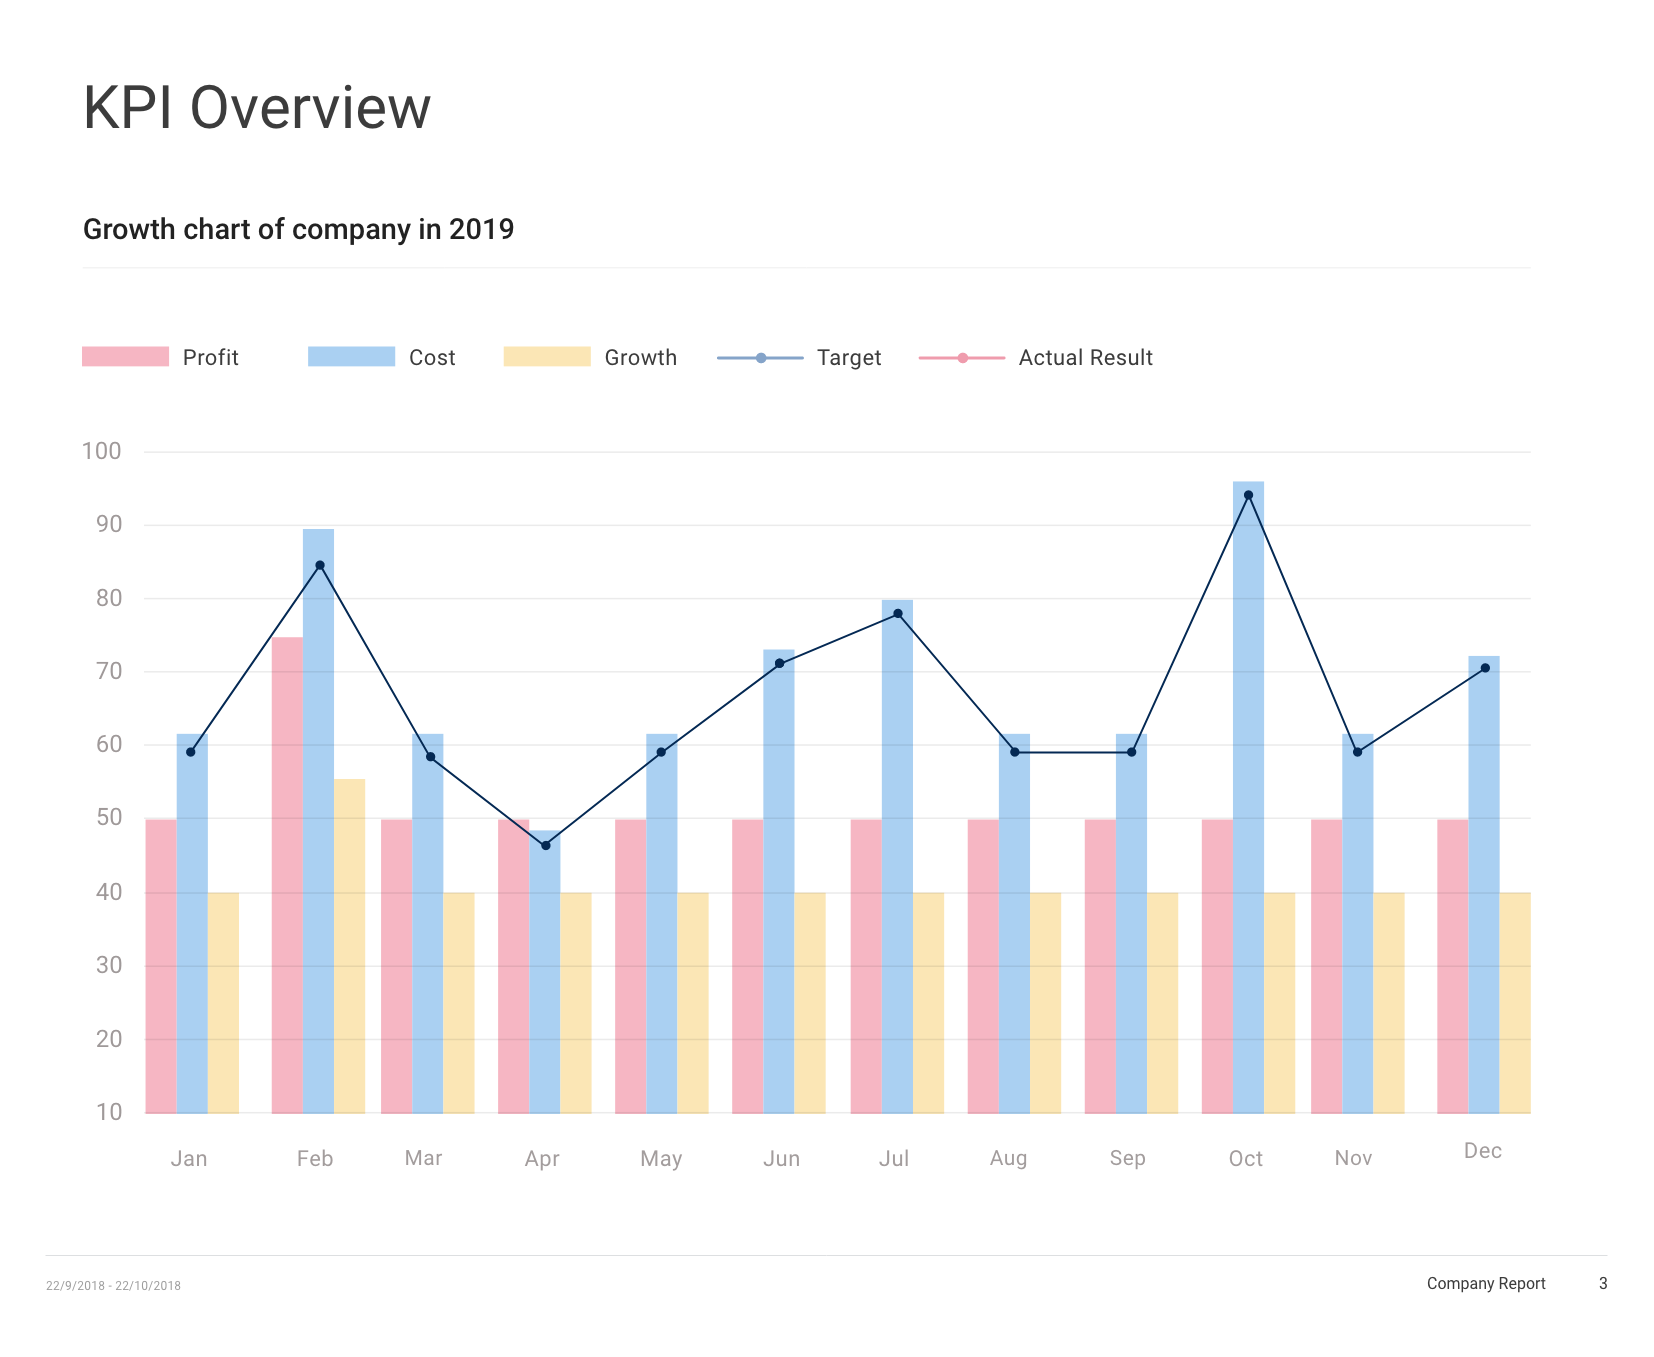 KPI Overview
Growth chart of company in 2019
Profit Cost Growth Target Actual Result
100
90
80
70
60
50
40
30
20
10
Jan Feb Mar Apr May Jun Jul Aug Sep Oct Nov Dec
22/9/2018 - 22/10/2018 Company Report 3